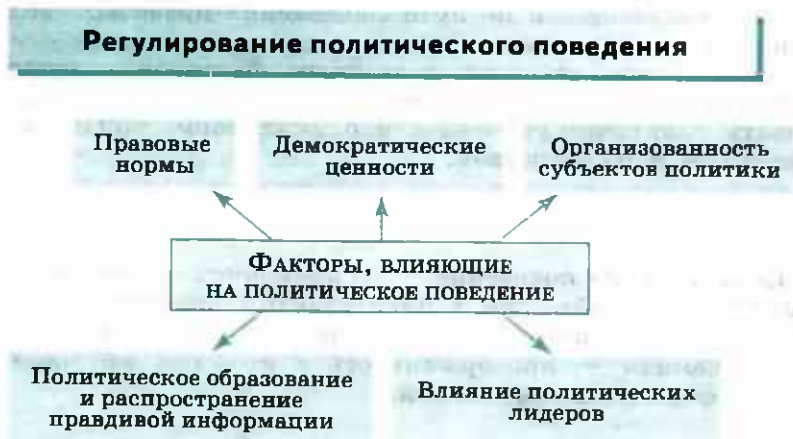 Регулирование политического поведения
Правовые
нормы
Демократические
ценности
Организованность
субъектов политики
Факторы, влияющие
на политическое поведение
Политическое образование
и распространение
правдивой информации
Влияние политических
лидеров